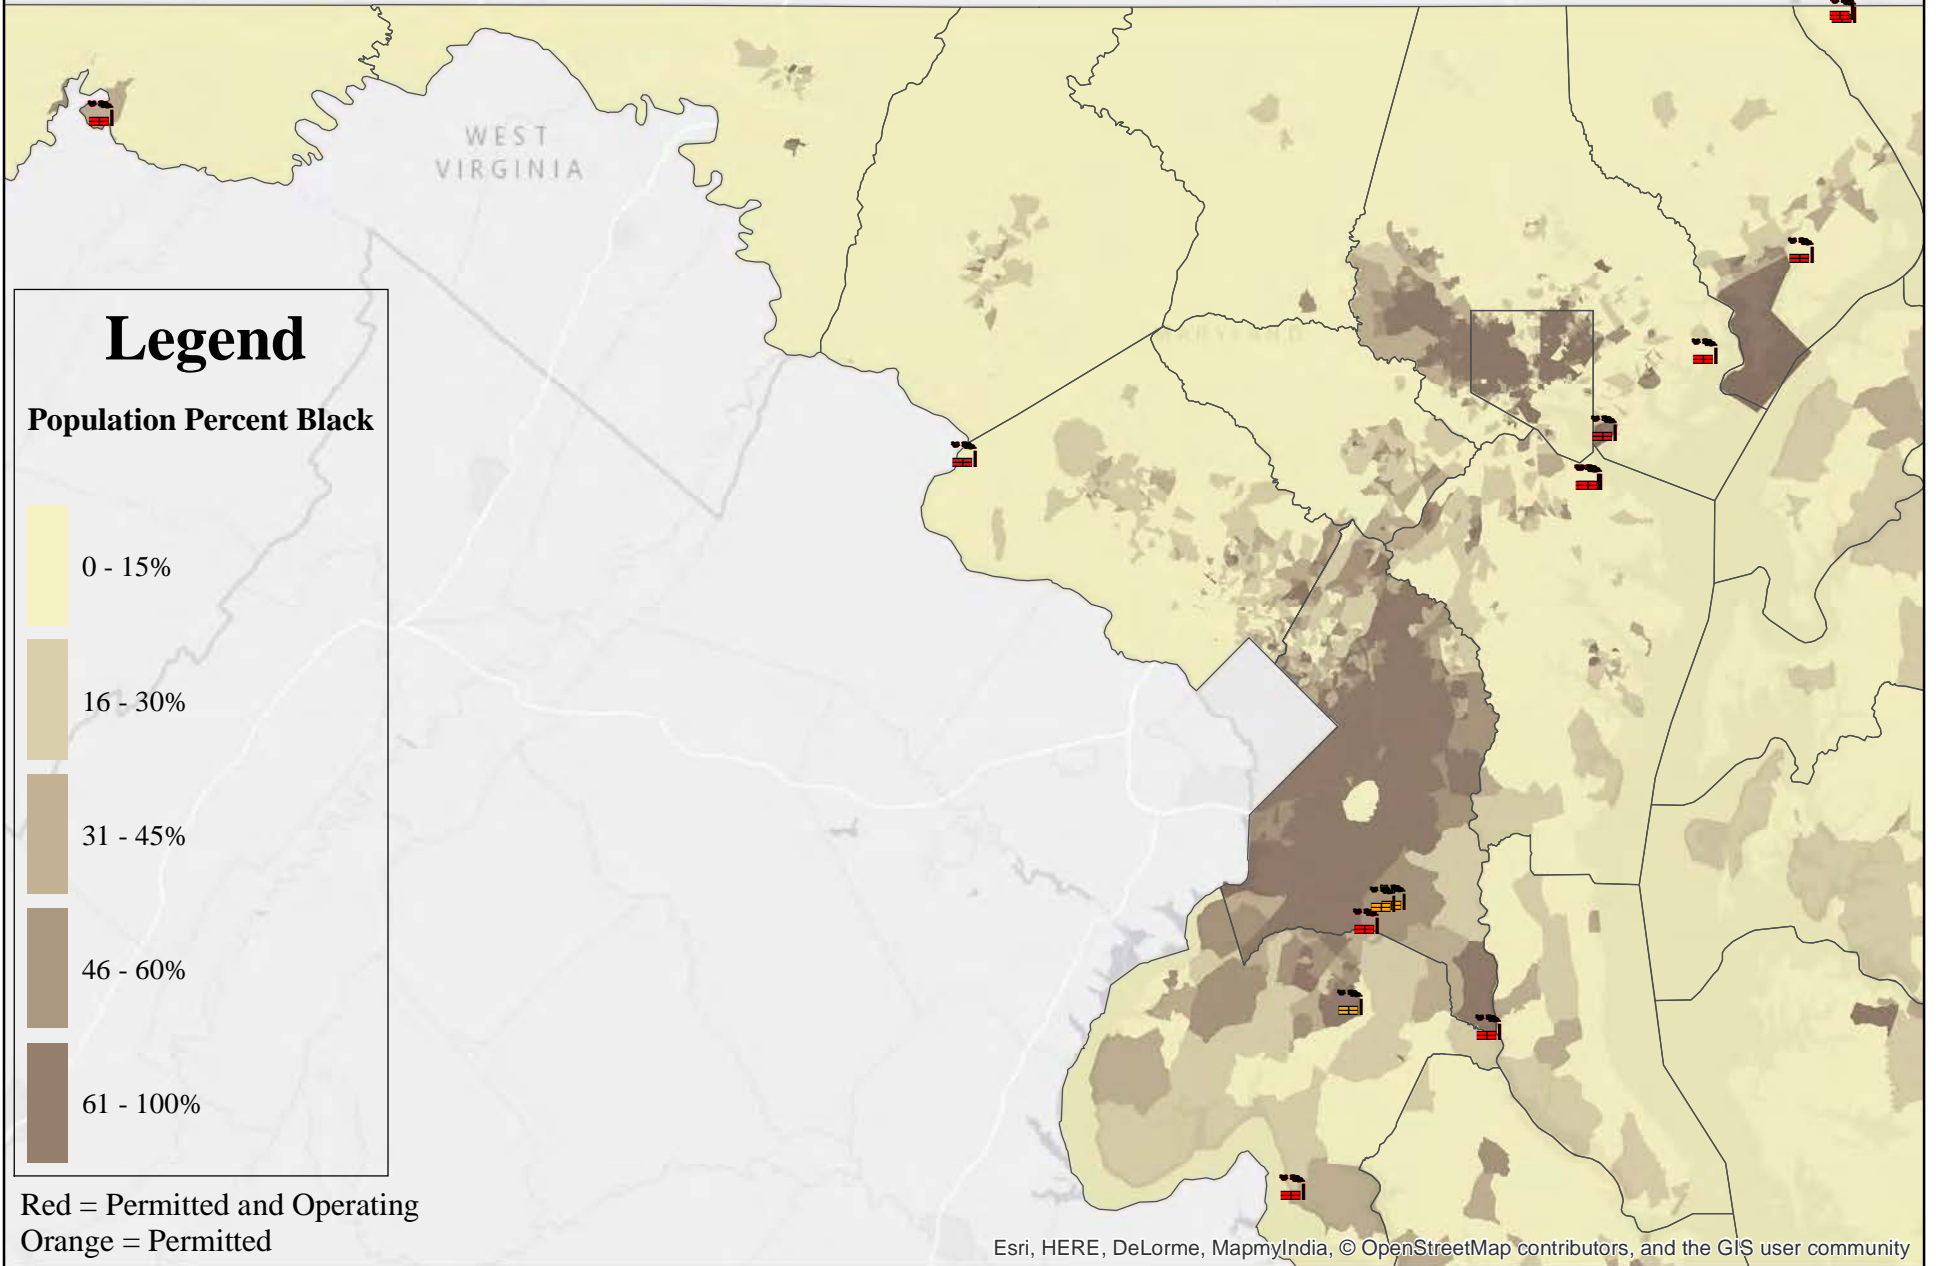 WEST
VIRGINIA
MARYLAND
Legend
Population Percent Black
0 - 15%
16 - 30%
31 - 45%
46 - 60%
61 - 100%
Red = Permitted and Operating
Orange = Permitted
Esri, HERE, DeLorme, MapmyIndia, © OpenStreetMap contributors, and the GIS user community